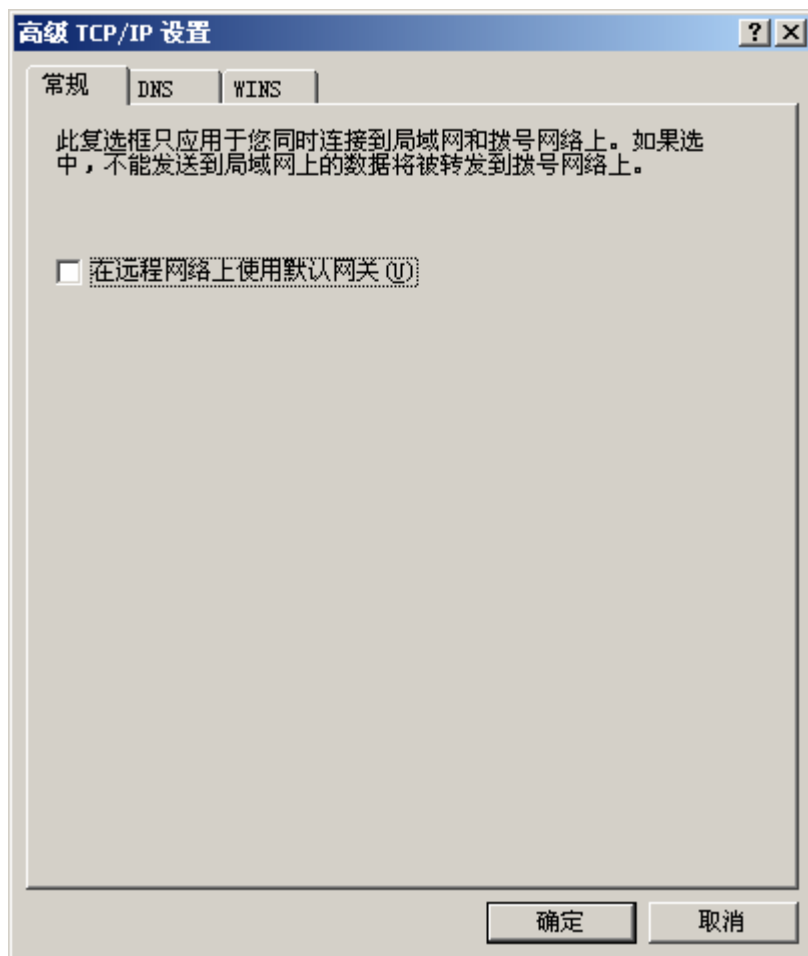 高级 TCP/IP 设置
常规 DNS WINS
此复选框只应用于您同时连接到局域网和拨号网络上。如果选
中，不能发送到局域网上的数据将被转发到拨号网络上。
在远程网络上使用默认网关(U)
确定 取消